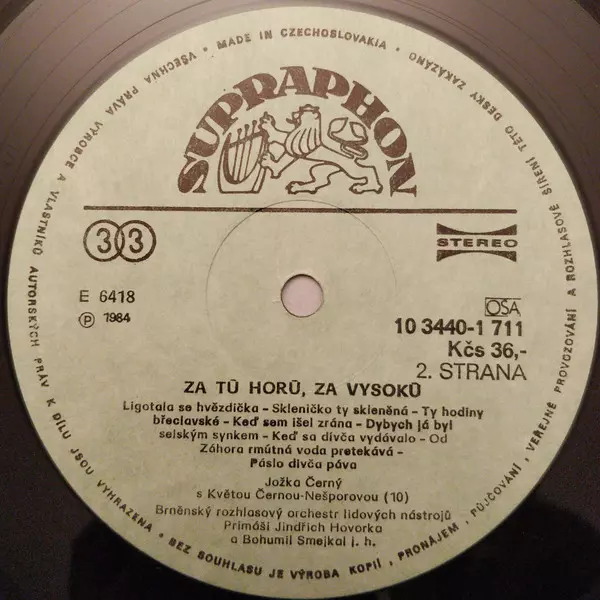 VŠECHNA PRÁVA VÝROBCE A VLASTNÍKŮ AUTORSKÝCH PRÁV K DÍLU JSOU VYHRAZENA • BEZ SOUHLASU JE VÝROBA KOPIÍ, PRONÁJEM, PŮJČOVÁNÍ, VEŘEJNÉ PROVOZOVÁNÍ A ROZHLASOVÉ ŠÍŘENÍ TÉTO DESKY ZAKÁZÁNO • MADE IN CZECHOSLOVAKIA •
SUPRAPHON
33
STEREO
E 6418
℗ 1984
OSA
10 3440-1 711
Kčs 36,-
2. STRANA
ZA TŮ HORŮ, ZA VYSOKŮ
Ligotala se hvězdička – Skleničko ty skleněná – Ty hodiny
břeclavské – Keď sem išel zrána – Dybych já byl
selským synkem – Keď sa dívča vydávalo – Od
Záhora rmútná voda pretekává –
Páslo divča páva
Jožka Černý
s Květou Černou-Nešporovou (10)
Brněnský rozhlasový orchestr lidových nástrojů
Primáši Jindřich Hovorka
a Bohumil Smejkal j. h.